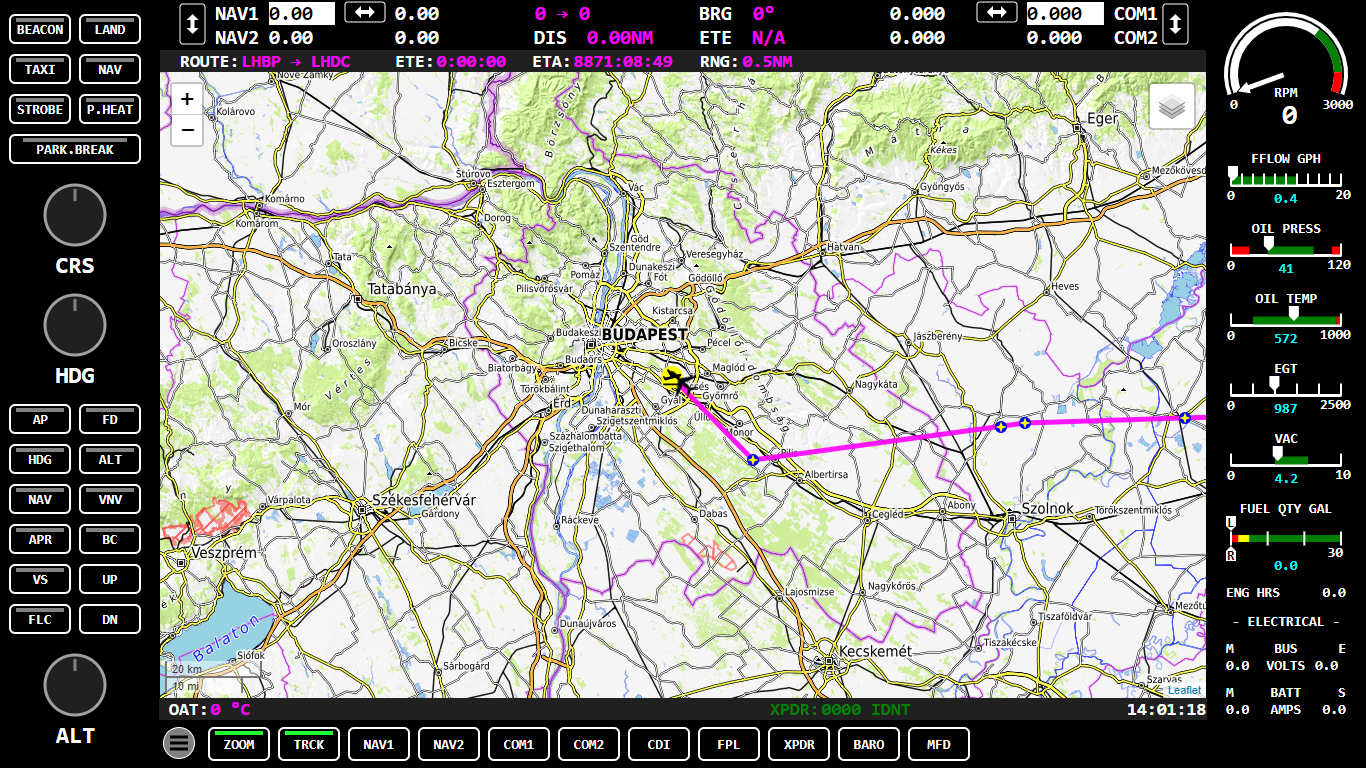 BEACON LAND
TAXI NAV
STROBE P.HEAT
PARK.BREAK
CRS
HDG
AP FD
HDG ALT
NAV VNV
APR BC
VS UP
FLC DN
ALT
NAV1 0.00 0.00 0 → 0 BRG 0° 0.000 0.000 COM1
NAV2 0.00 0.00 DIS 0.00NM ETE N/A 0.000 0.000 COM2
ROUTE:LHBP → LHDC ETE:0:00:00 ETA:8871:08:49 RNG:0.5NM
+
−
Nové Zámky
Kolárovo
Börzsöny
Cserhát
Mátra
Kékes
Eger
Mezőkövesd
Štúrovo
Esztergom
Vác
Gyöngyös
Komárno
Komárom
Dorog
Göd
Szentendre
Hatvan
Tata
Veresegyház
Pomáz
Dunakeszi
Fót
Pilisvörösvár
Gödöllő
Heves
Tatabánya
Kistarcsa
Gödöllői dombság
Budakeszi
BUDAPEST
Oroszlány
Bicske
Pécel
Jászberény
Budaörs
Biatorbágy
Maglód
Vértes
Törökbálint
Gyömrő
Nagykáta
Mór
Érd
Gyál
Dunaharaszti
Üllő
Szigetszentmiklós
Monor
Százhalombatta
Szigethalom
Pilis
Albertirsa
Várpalota
Székesfehérvár
Gárdony
Ráckeve
Dabas
Cegléd
Abony
Szolnok
Törökszentmiklós
Veszprém
Lajosmizse
Nagykőrös
Mezőtú
Balaton
Dunaújváros
Tiszaföldvár
Tiszakécske
Siófok
Kecskemét
Sárbogárd
Szarvas
20 km
10 mi
Leaflet
OAT:0 °C XPDR:0000 IDNT 14:01:18
ZOOM TRCK NAV1 NAV2 COM1 COM2 CDI FPL XPDR BARO MFD
RPM
0 3000
0
FFLOW GPH
0 20
0.4
OIL PRESS
0 120
41
OIL TEMP
0 1000
572
EGT
0 2500
987
VAC
0 10
4.2
FUEL QTY GAL
L
R
0 30
0.0
ENG HRS 0.0
- ELECTRICAL -
M BUS E
0.0 VOLTS 0.0
M BATT S
0.0 AMPS 0.0